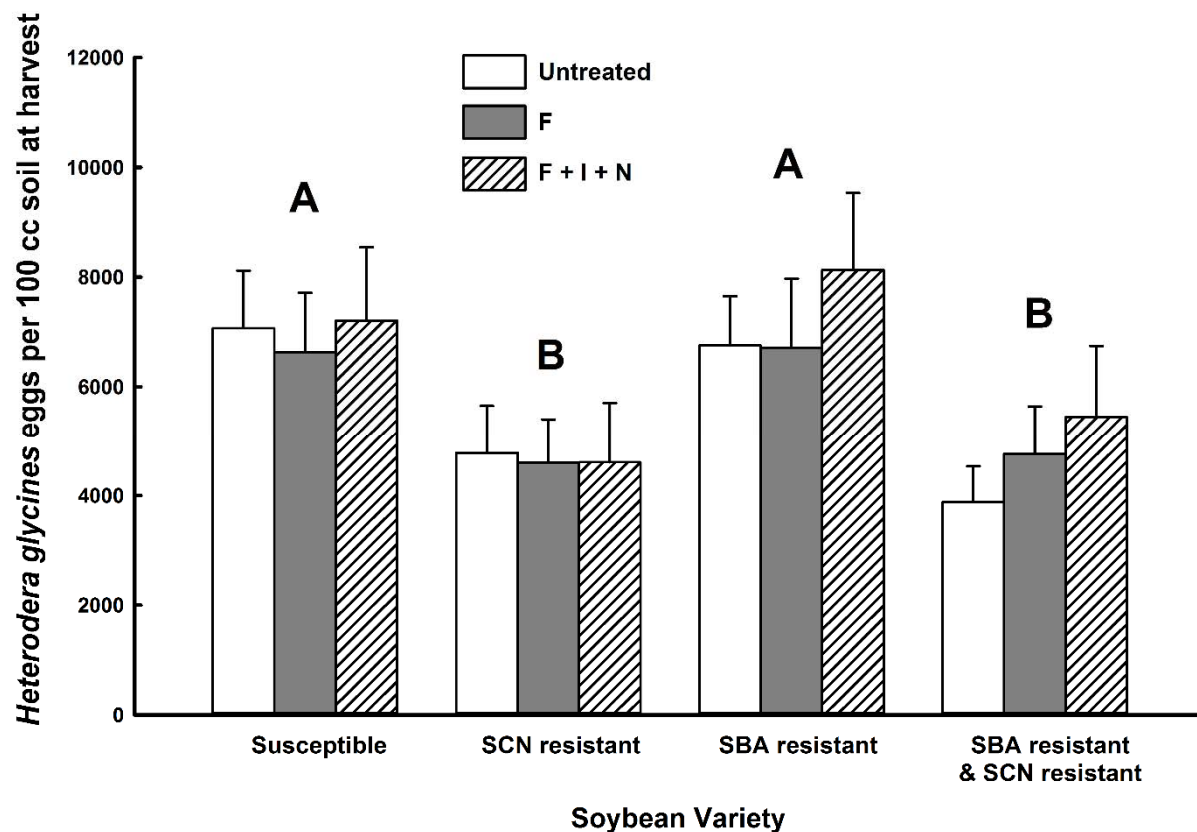 Heterodera glycines eggs per 100 cc soil at harvest
12000
10000
8000
6000
4000
2000
0
Untreated
F
F + I + N
A
B
A
B
Susceptible
SCN resistant
SBA resistant
SBA resistant
& SCN resistant
Soybean Variety